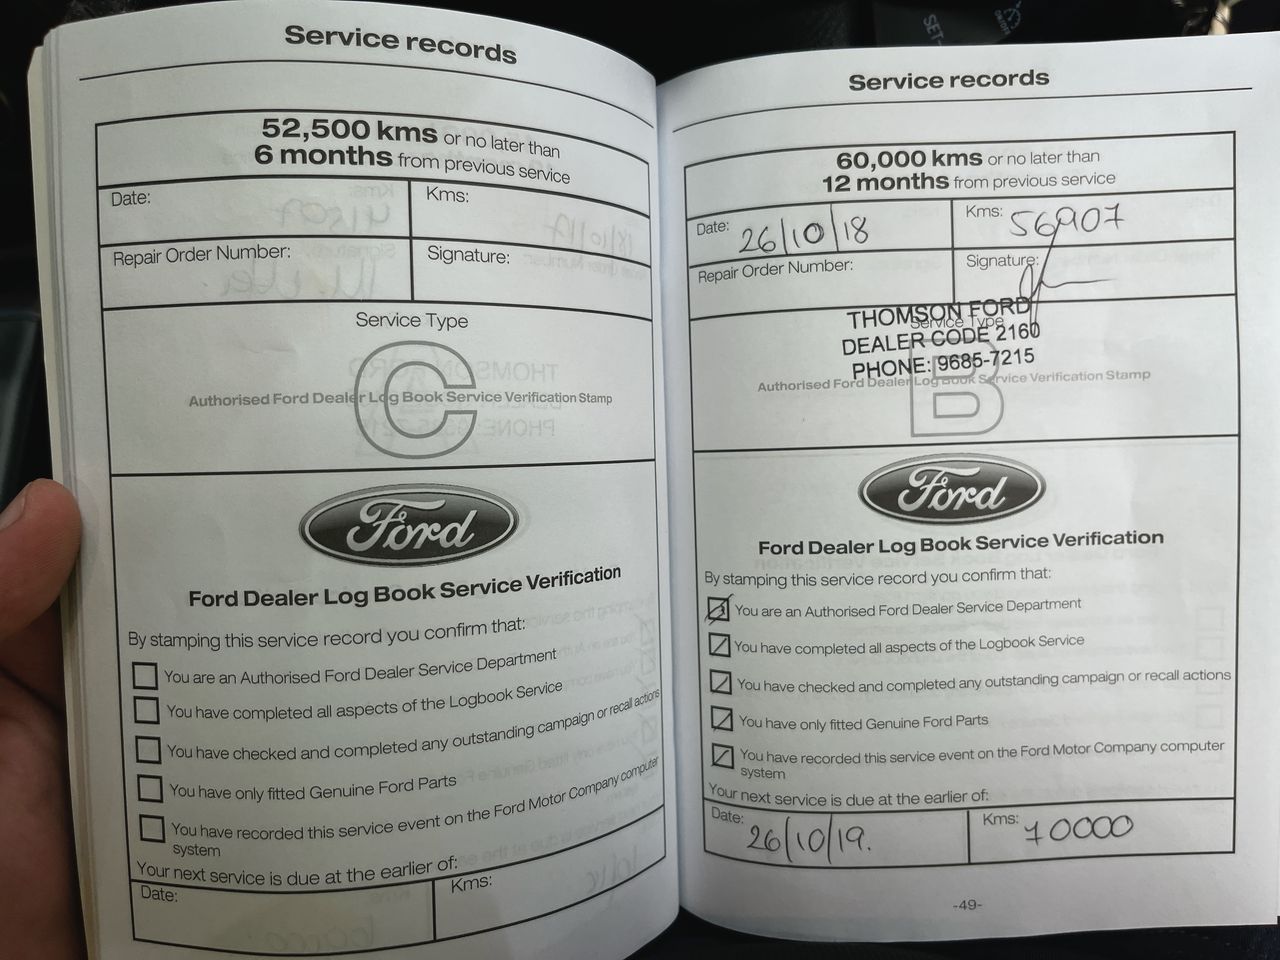 Service records
52,500 kms or no later than
6 months from previous service
Date:
Kms:
Repair Order Number:
Signature:
Service Type
C
Authorised Ford Dealer Log Book Service Verification Stamp
Ford
Ford Dealer Log Book Service Verification
By stamping this service record you confirm that:
You are an Authorised Ford Dealer Service Department
You have completed all aspects of the Logbook Service
You have checked and completed any outstanding campaign or recall actions
You have only fitted Genuine Ford Parts
You have recorded this service event on the Ford Motor Company computer
system
Your next service is due at the earlier of:
Date:
Kms:
SET-
Service records
60,000 kms or no later than
12 months from previous service
Date: 26/10/18
Kms: 56907
Repair Order Number:
Signature:
THOMSON FORD
Service Type
DEALER CODE 2160
PHONE: 9685-7215
B
Authorised Ford Dealer Log Book Service Verification Stamp
Ford
Ford Dealer Log Book Service Verification
By stamping this service record you confirm that:
You are an Authorised Ford Dealer Service Department
You have completed all aspects of the Logbook Service
You have checked and completed any outstanding campaign or recall actions
You have only fitted Genuine Ford Parts
You have recorded this service event on the Ford Motor Company computer
system
Your next service is due at the earlier of:
Date: 26/10/19.
Kms: 70000
-49-